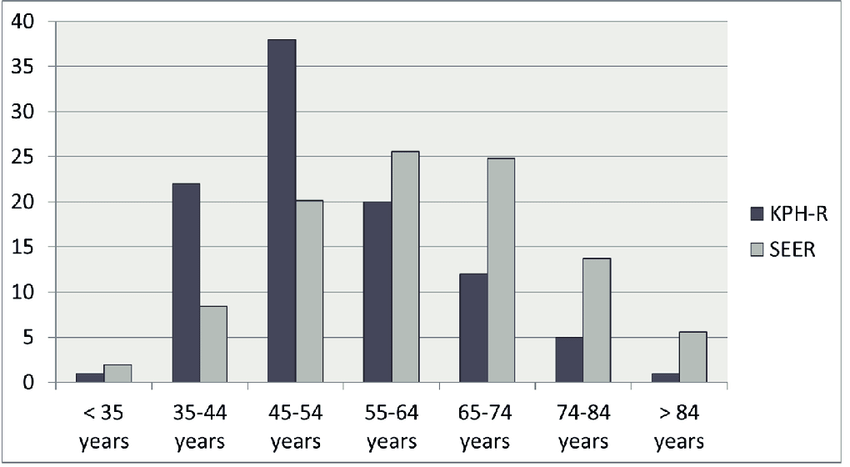 40
35
30
25
20
15
10
5
0
< 35 years
35-44 years
45-54 years
55-64 years
65-74 years
74-84 years
> 84 years
KPH-R
SEER